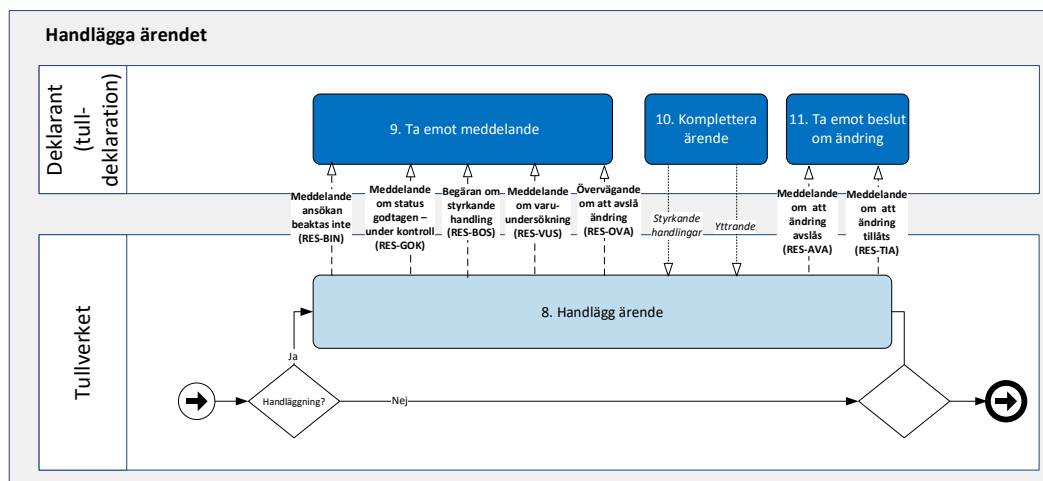 Handlägga ärendet
Deklarant
(tull-
deklaration)
9. Ta emot meddelande
10. Komplettera
ärende
11. Ta emot beslut
om ändring
Meddelande
ansökan
beaktas inte
(RES-BIN)
Meddelande
om status
godtagen –
under kontroll
(RES-GOK)
Begäran om
styrkande
handling
(RES-BOS)
Meddelande
om varu-
undersökning
(RES-VUS)
Övervägande
om att avslå
ändring
(RES-OVA)
Styrkande
handlingar
Yttrande
Meddelande
om att
ändring
avslås
(RES-AVA)
Meddelande
om att
ändring
tillåts
(RES-TIA)
Tullverket
8. Handlägg ärende
Ja
Handläggning?
Nej